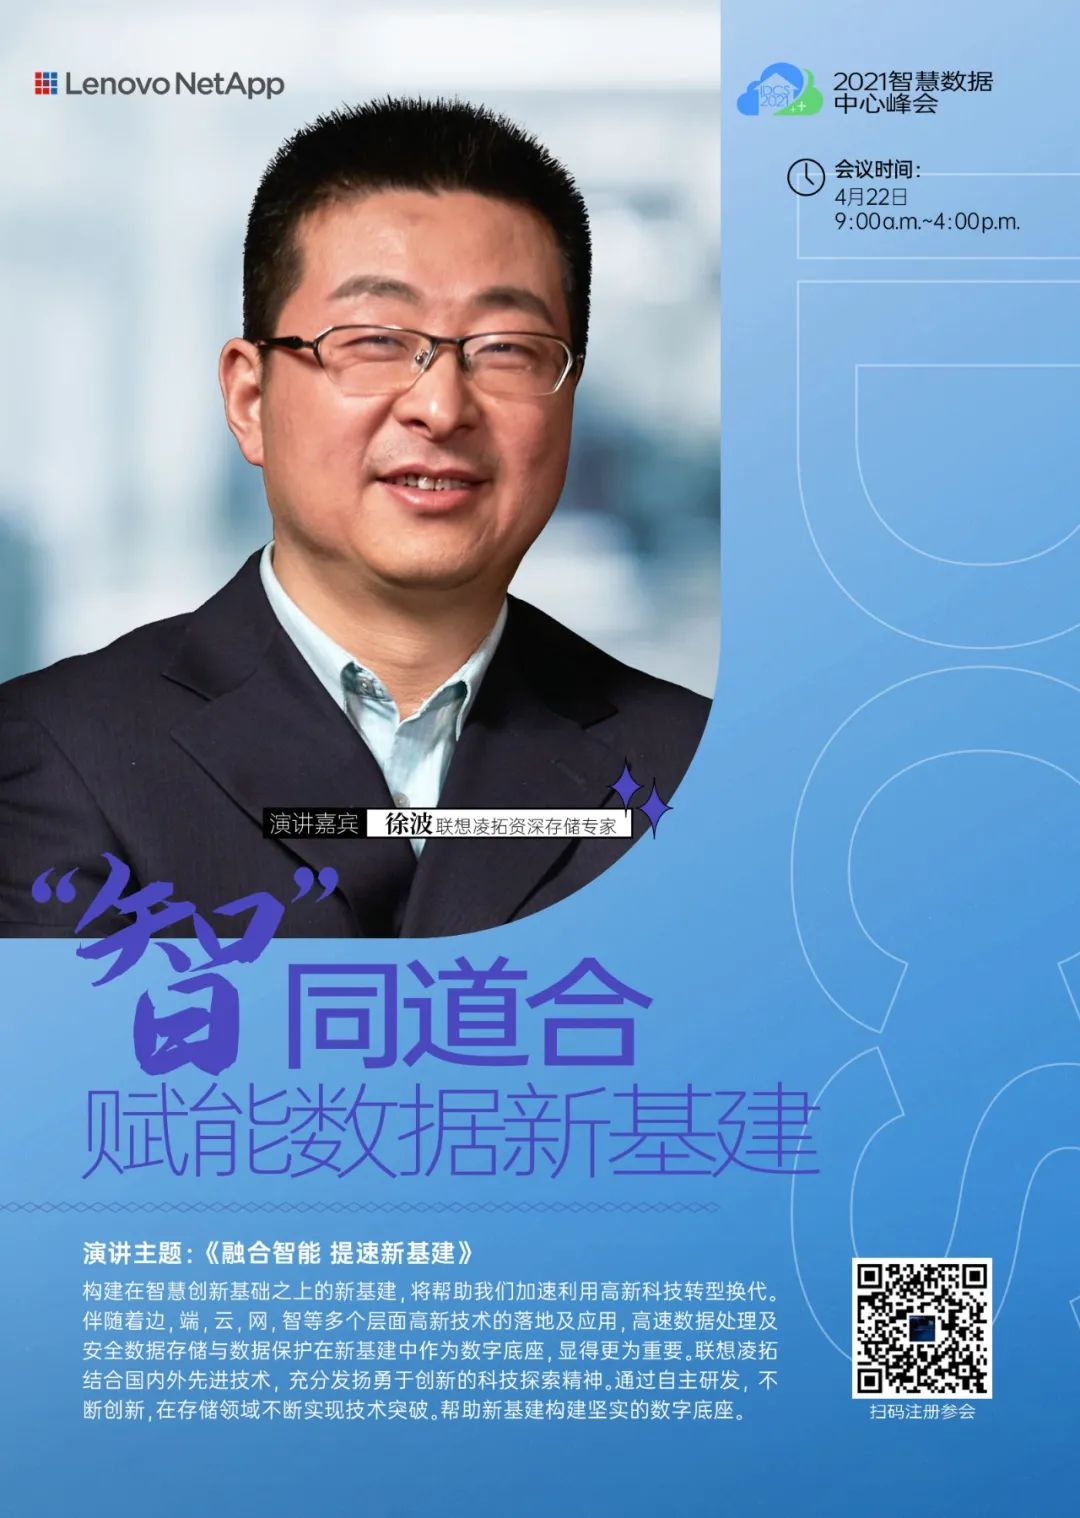 Lenovo NetApp
IDCS
2021
2021智慧数据
中心峰会
会议时间：
4月22日
9:00a.m.~4:00p.m.
演讲嘉宾 徐波 联想凌拓资深存储专家
“智”同道合
赋能数据新基建
演讲主题：《融合智能 提速新基建》
构建在智慧创新基础之上的新基建，将帮助我们加速利用高新科技转型换代。
伴随着边，端，云，网，智等多个层面高新技术的落地及应用，高速数据处理及
安全数据存储与数据保护在新基建中作为数字底座，显得更为重要。联想凌拓
结合国内外先进技术，充分发扬勇于创新的科技探索精神。通过自主研发，不
断创新，在存储领域不断实现技术突破。帮助新基建构建坚实的数字底座。
扫码注册参会
IDCS